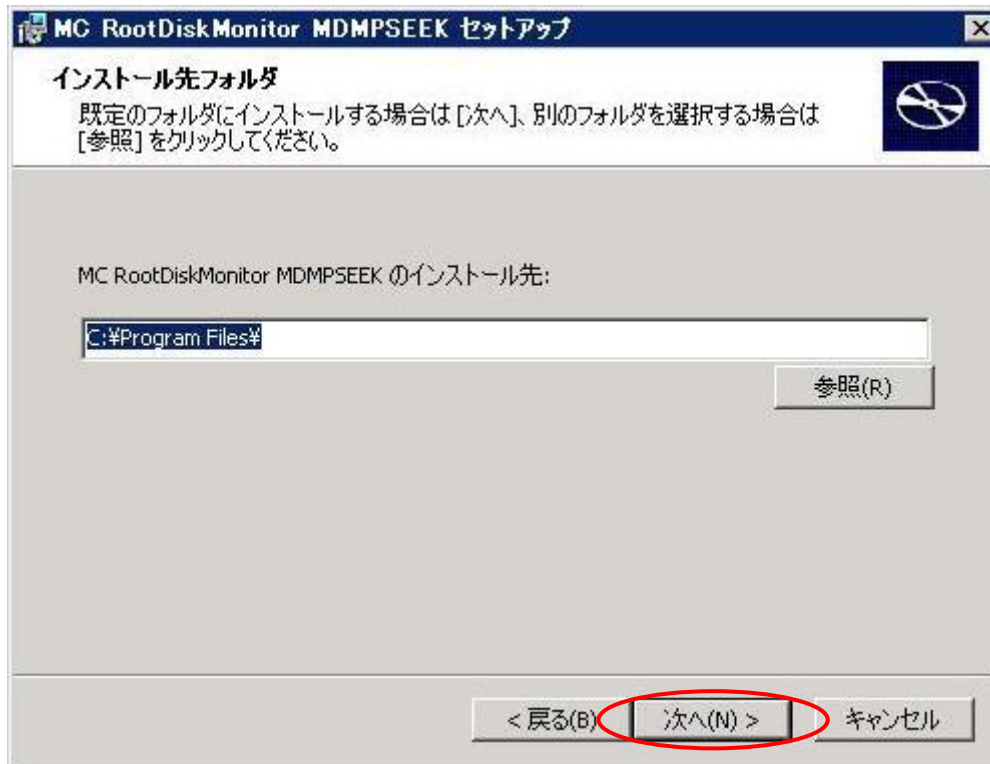 MC RootDiskMonitor MDMPSEEK セットアップ
インストール先フォルダ
既定のフォルダにインストールする場合は [次へ]、別のフォルダを選択する場合は
[参照] をクリックしてください。
MC RootDiskMonitor MDMPSEEK のインストール先:
C:¥Program Files¥
参照(R)
< 戻る(B)
次へ(N) >
キャンセル